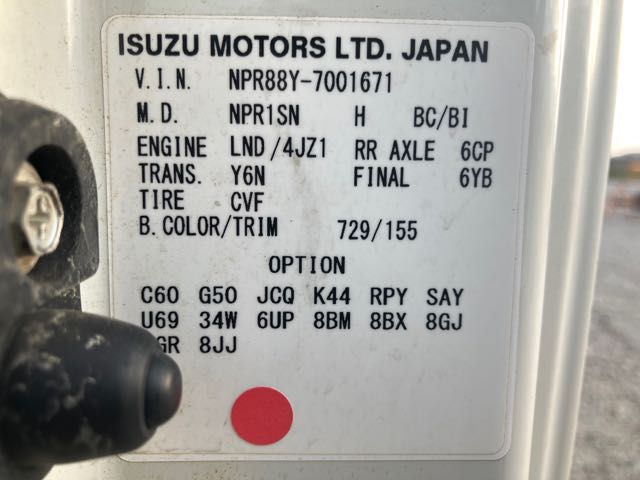 ISUZU MOTORS LTD. JAPAN
V.I.N. NPR88Y-7001671
M.D. NPR1SN H BC/BI
ENGINE LND/4JZ1 RR AXLE 6CP
TRANS. Y6N FINAL 6YB
TIRE CVF
B.COLOR/TRIM 729/155
OPTION
C60 G50 JCQ K44 RPY SAY
U69 34W 6UP 8BM 8BX 8GJ
8JJ